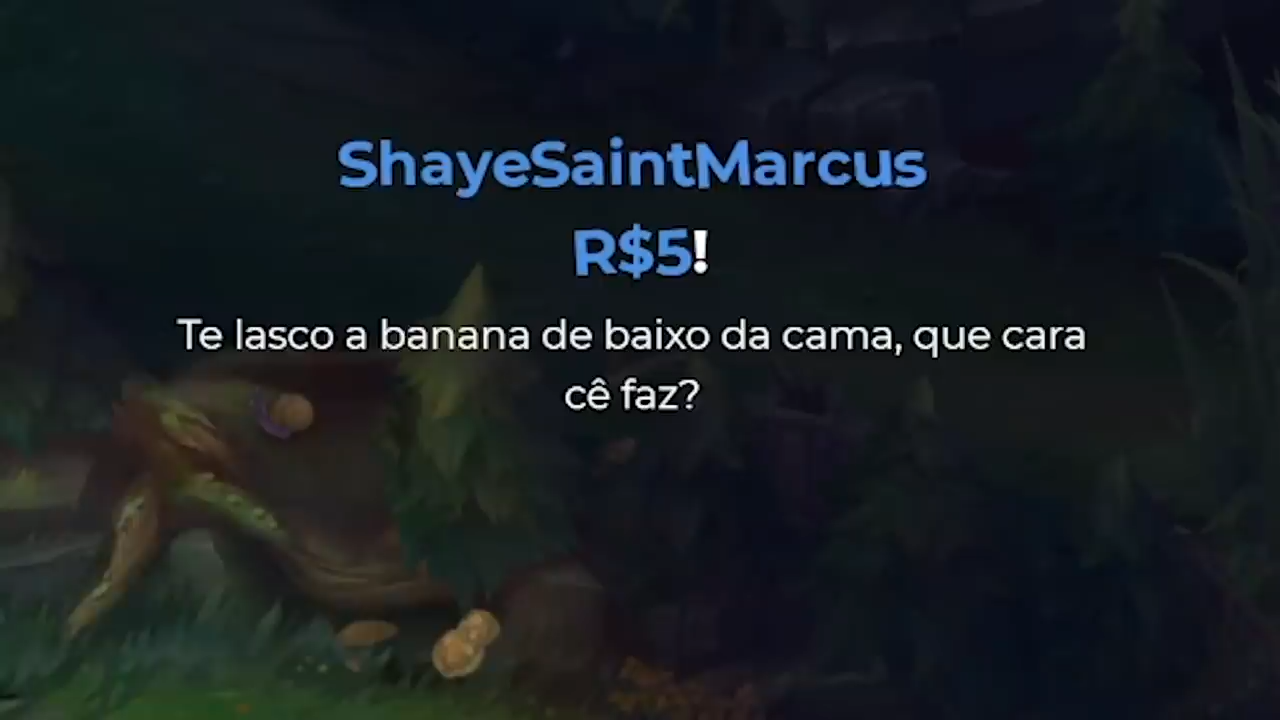 ShayeSaintMarcus
R$5!
Te lasco a banana de baixo da cama, que cara
cê faz?